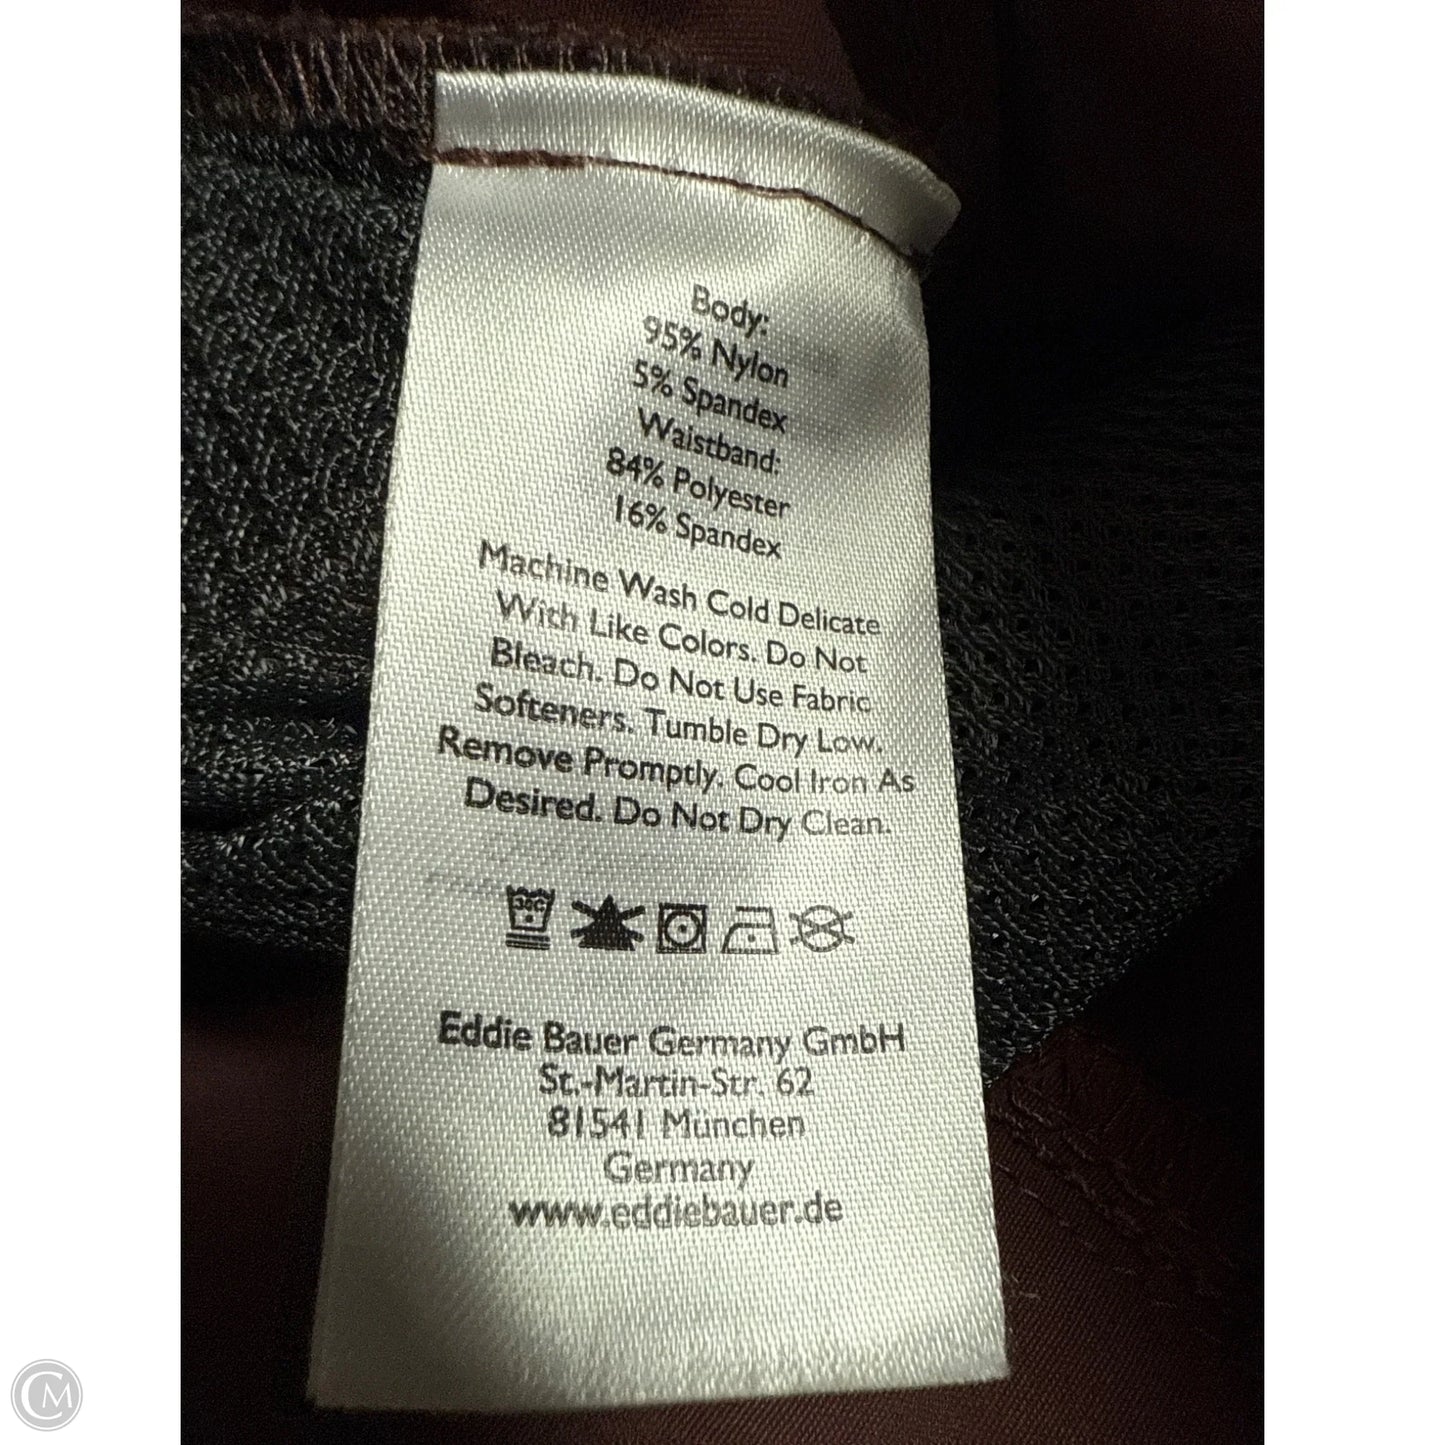 Body:
95% Nylon
5% Spandex
Waistband:
84% Polyester
16% Spandex
Machine Wash Cold Delicate
With Like Colors. Do Not
Bleach. Do Not Use Fabric
Softeners. Tumble Dry Low.
Remove Promptly. Cool Iron As
Desired. Do Not Dry Clean.
30C
Eddie Bauer Germany GmbH
St.-Martin-Str. 62
81541 München
Germany
www.eddiebauer.de
CM